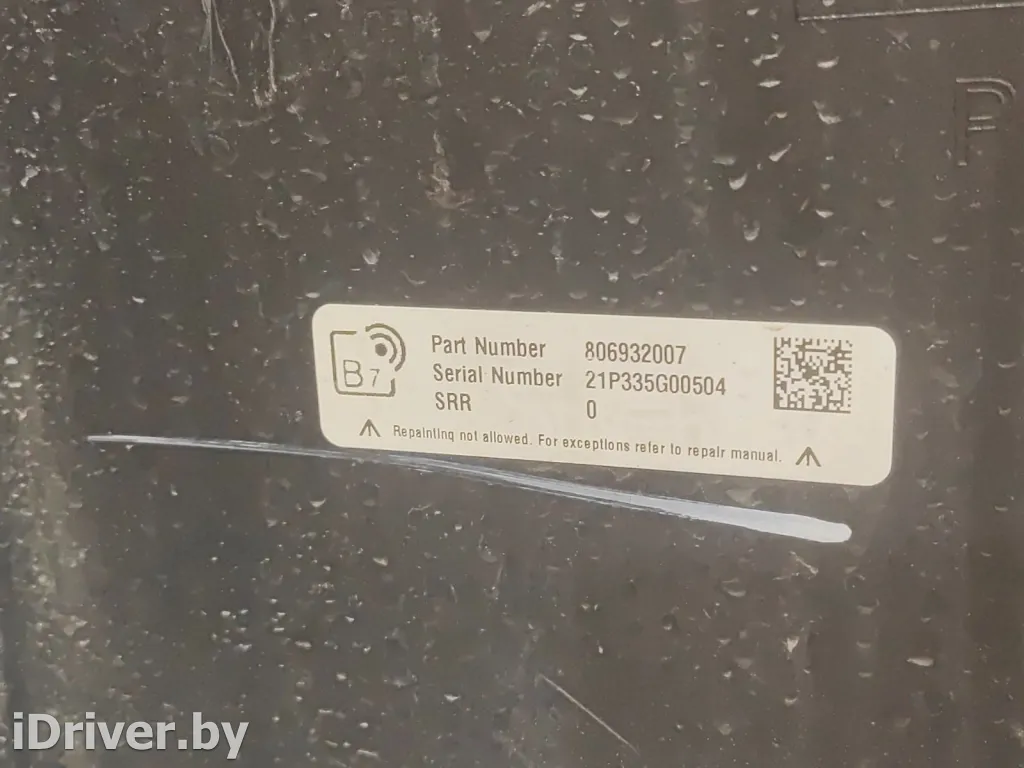 P
B7
Part Number 806932007
Serial Number 21P335G00504
SRR 0
Repainting not allowed. For exceptions refer to repair manual.
iDriver.by